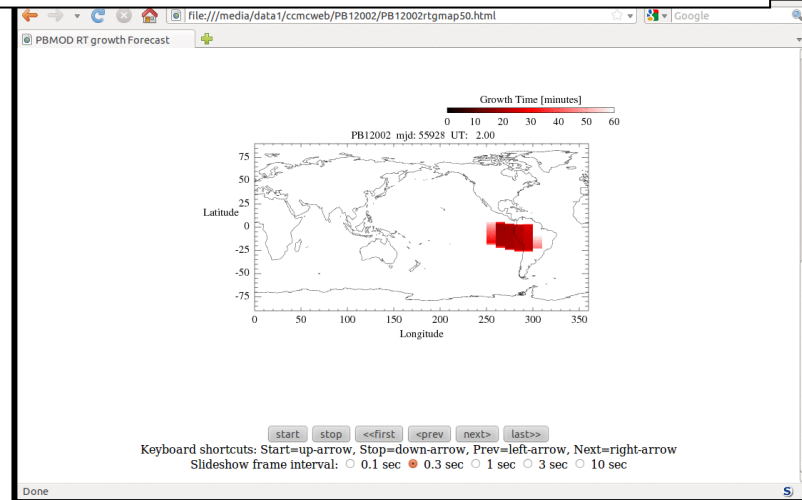 file:///media/data1/ccmcweb/PB12002/PB12002rtgmap50.html
Google
PBMOD RT growth Forecast
Growth Time [minutes]
0 10 20 30 40 50 60
PB12002 mjd: 55928 UT: 2.00
75
50
25
Latitude
0
-25
-50
-75
0 50 100 150 200 250 300 350
Longitude
start stop <<first <prev next> last>>
Keyboard shortcuts: Start=up-arrow, Stop=down-arrow, Prev=left-arrow, Next=right-arrow
Slideshow frame interval: 0.1 sec 0.3 sec 1 sec 3 sec 10 sec
Done